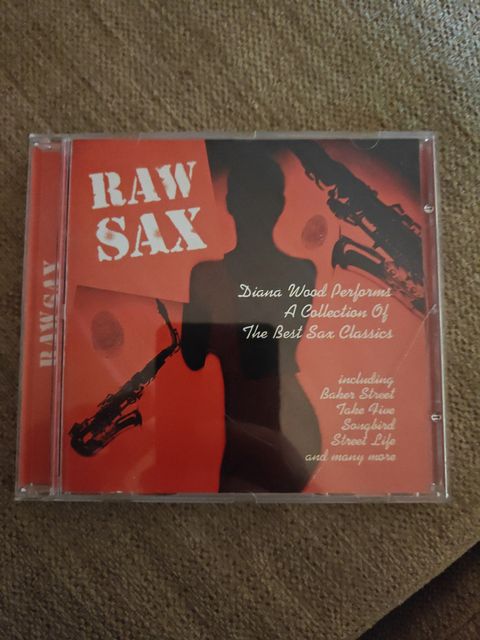 RAW
SAX
Diana Wood Performs
A Collection Of
The Best Sax Classics
including
Baker Street
Take Five
Songbird
Street Life
and many more
RAW SAX